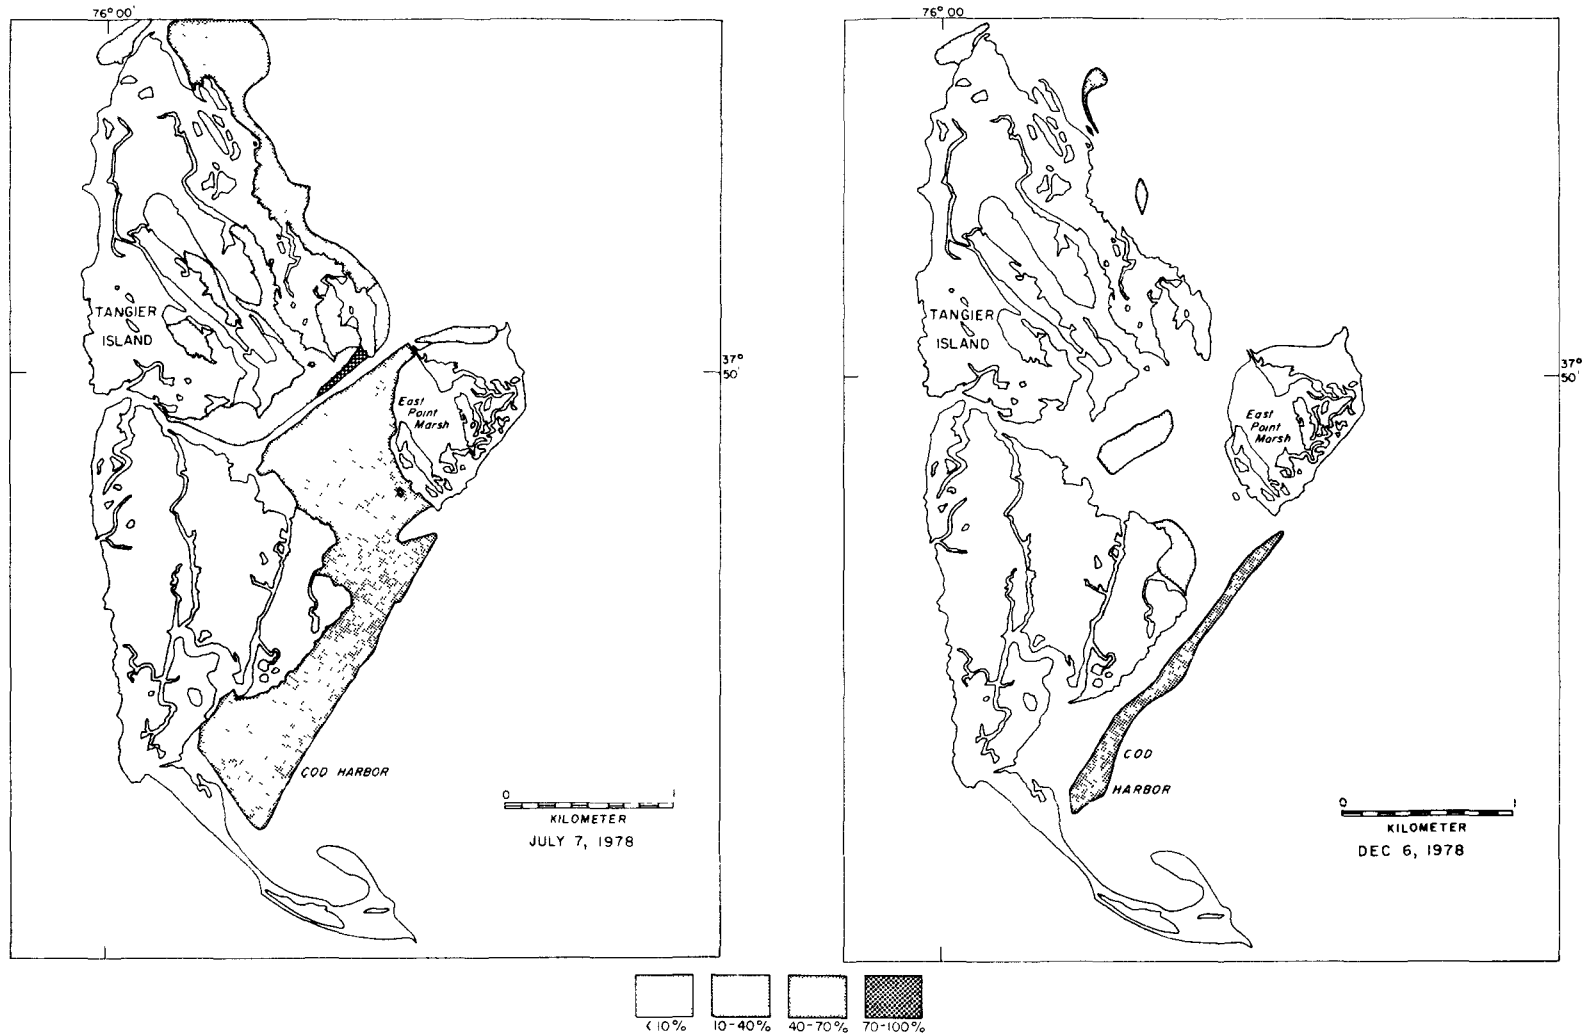 76° 00'
TANGIER
ISLAND
37°
50'
East
Point
Marsh
COD HARBOR
0 1
KILOMETER
JULY 7, 1978
76° 00'
TANGIER
ISLAND
37°
50'
East
Point
Marsh
COD
HARBOR
0 1
KILOMETER
DEC 6, 1978
<10% 10-40% 40-70% 70-100%